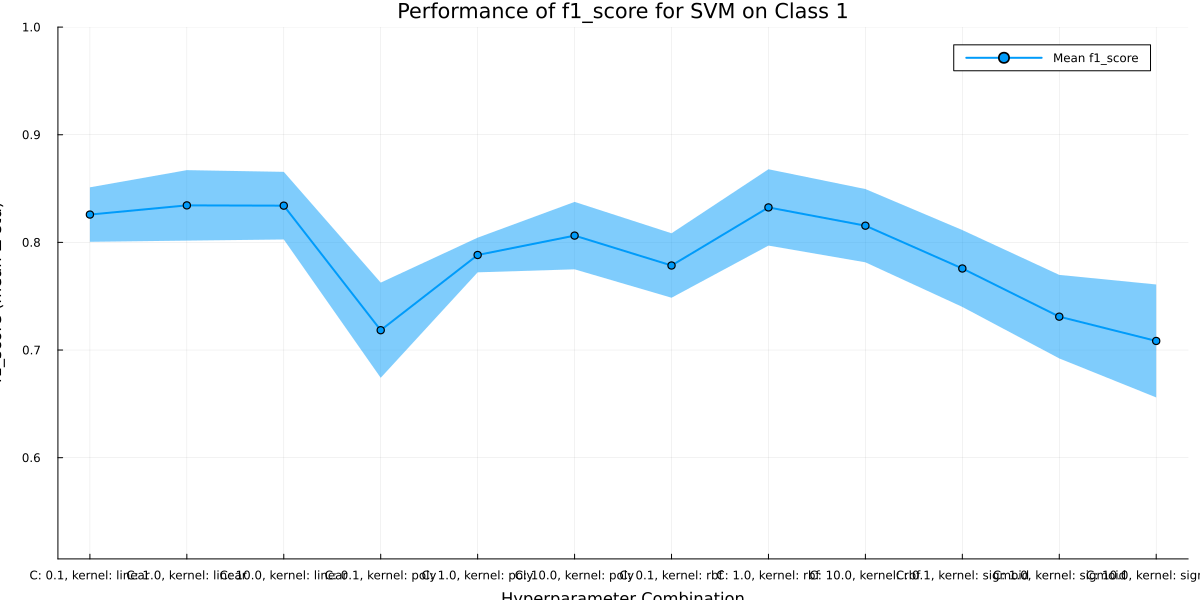 Performance of f1_score for SVM on Class 1
Mean f1_score
1.0
0.9
0.8
0.7
0.6
C: 0.1, kernel: linear
C: 1.0, kernel: linear
C: 10.0, kernel: linear
C: 0.1, kernel: poly
C: 1.0, kernel: poly
C: 10.0, kernel: poly
C: 0.1, kernel: rbf
C: 1.0, kernel: rbf
C: 10.0, kernel: rbf
C: 0.1, kernel: sigmoid
C: 1.0, kernel: sigmoid
C: 10.0, kernel: sigm
Hyperparameter Combination